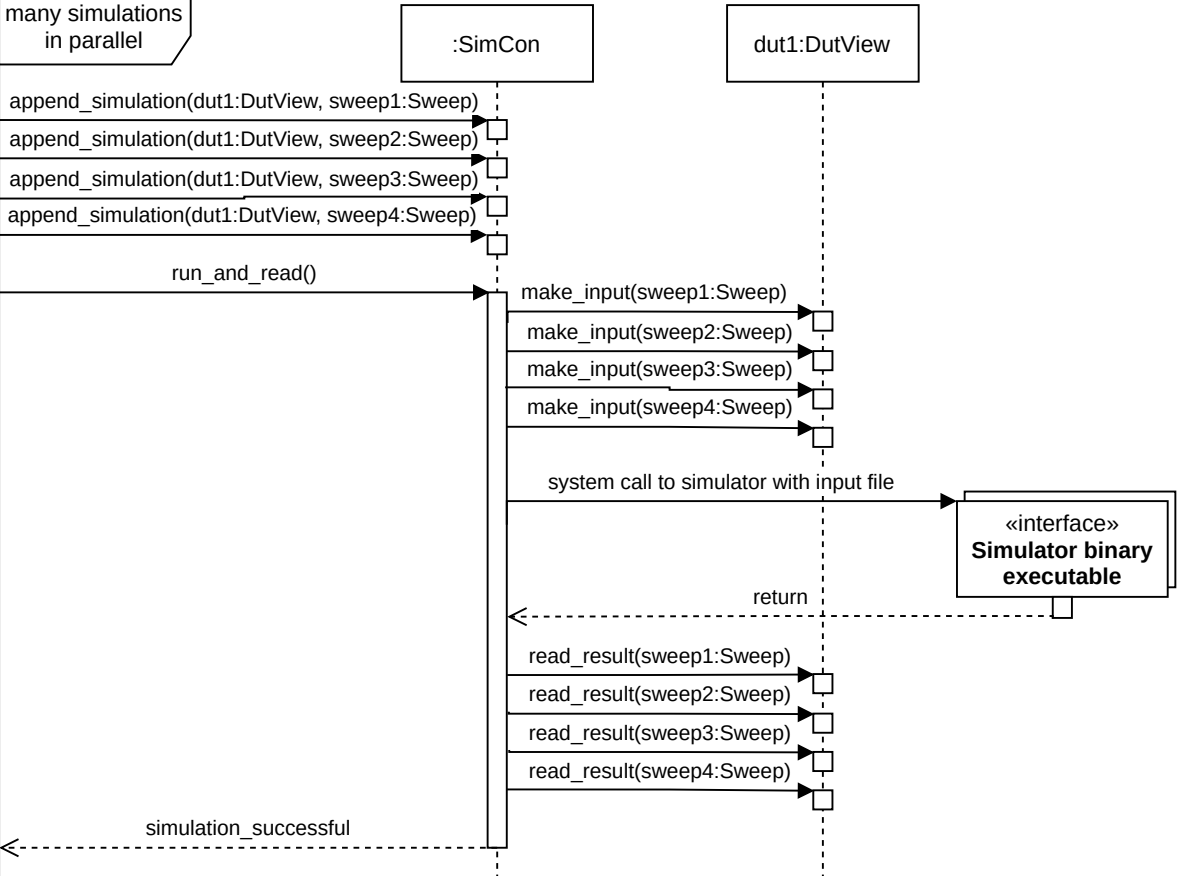 many simulations
in parallel
:SimCon
dut1:DutView
append_simulation(dut1:DutView, sweep1:Sweep)
append_simulation(dut1:DutView, sweep2:Sweep)
append_simulation(dut1:DutView, sweep3:Sweep)
append_simulation(dut1:DutView, sweep4:Sweep)
run_and_read()
make_input(sweep1:Sweep)
make_input(sweep2:Sweep)
make_input(sweep3:Sweep)
make_input(sweep4:Sweep)
system call to simulator with input file
«interface»
Simulator binary
executable
return
read_result(sweep1:Sweep)
read_result(sweep2:Sweep)
read_result(sweep3:Sweep)
read_result(sweep4:Sweep)
simulation_successful